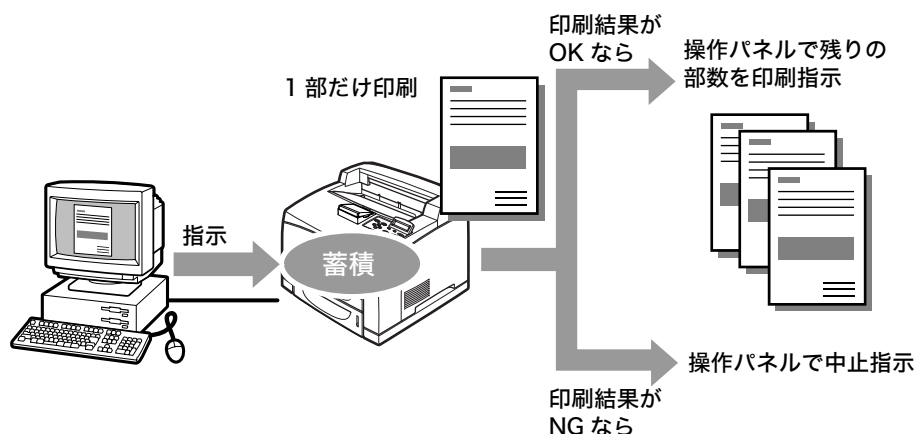 印刷結果が
OK なら
操作パネルで残りの
部数を印刷指示
1 部だけ印刷
指示
蓄積
操作パネルで中止指示
印刷結果が
NG なら